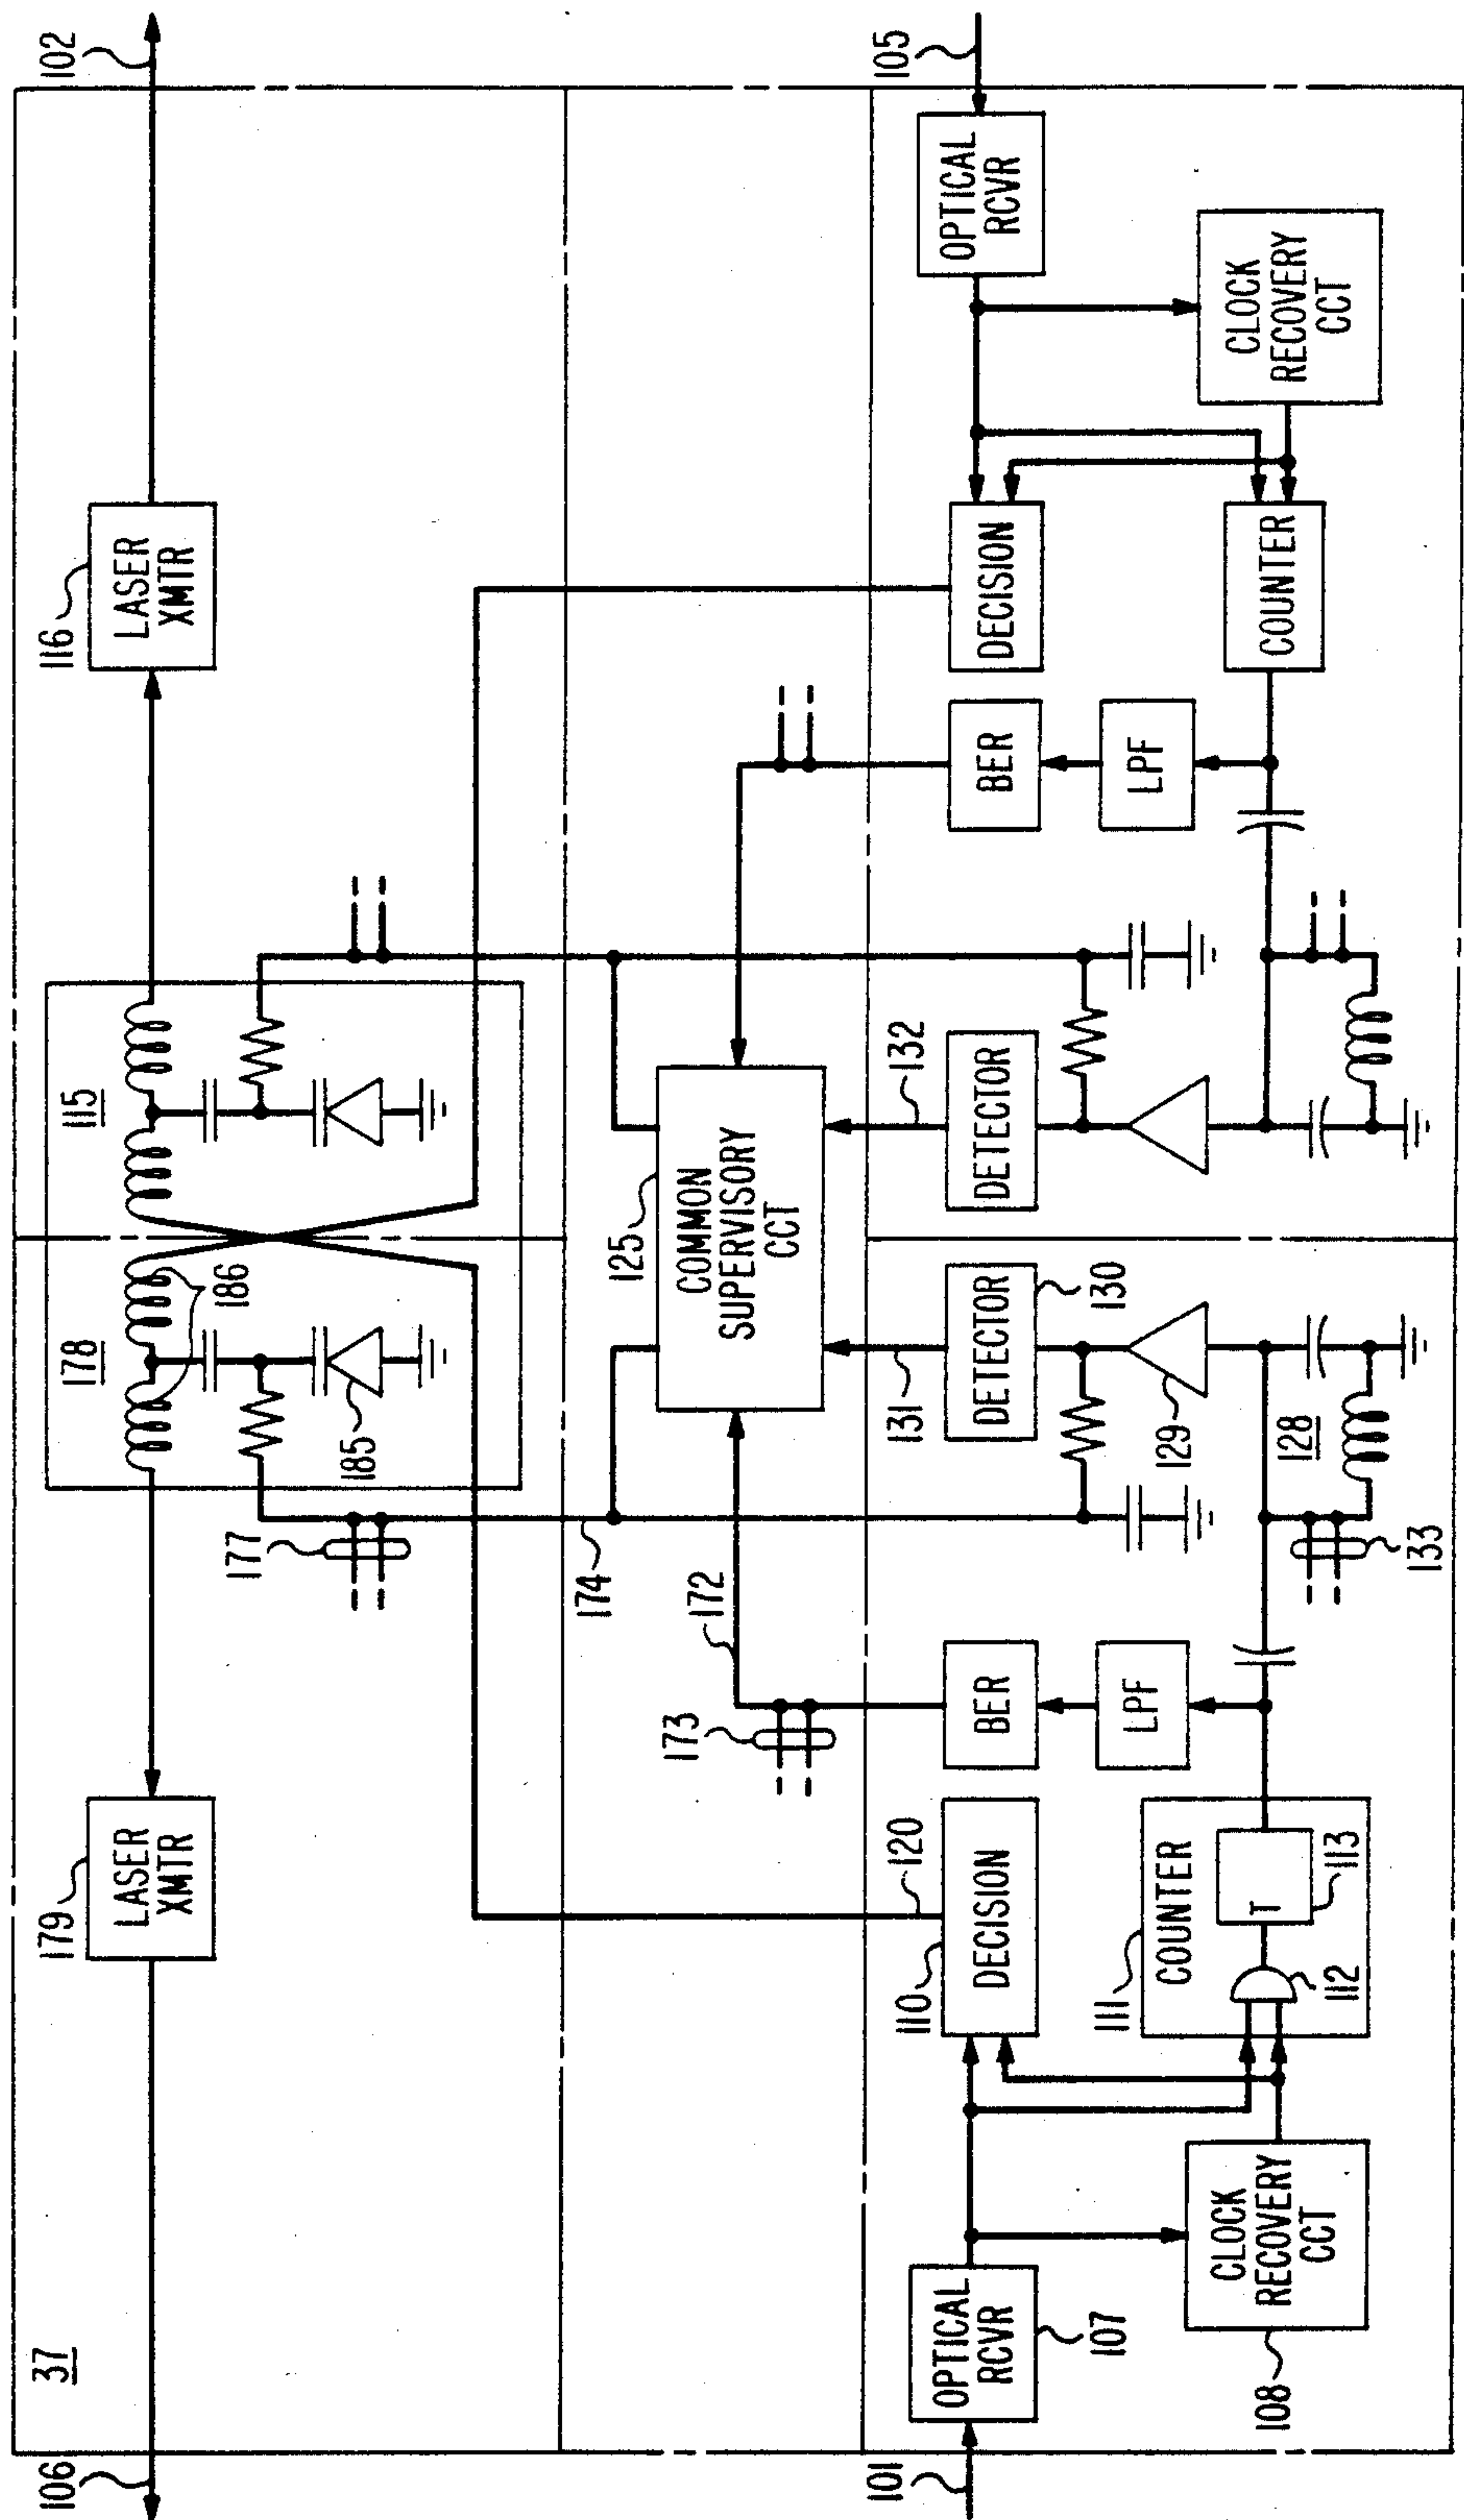 37
106
179
LASER
XMTR
178
186
185
177
115
116
LASER
XMTR
102
174
172
173
125
COMMON
SUPERVISORY
CCT
131
132
101
OPTICAL
RCVR
107
CLOCK
RECOVERY
CCT
108
110
DECISION
120
111
COUNTER
T
112
113
BER
LPF
133
128
129
DETECTOR
130
DETECTOR
BER
LPF
DECISION
COUNTER
OPTICAL
RCVR
CLOCK
RECOVERY
CCT
105